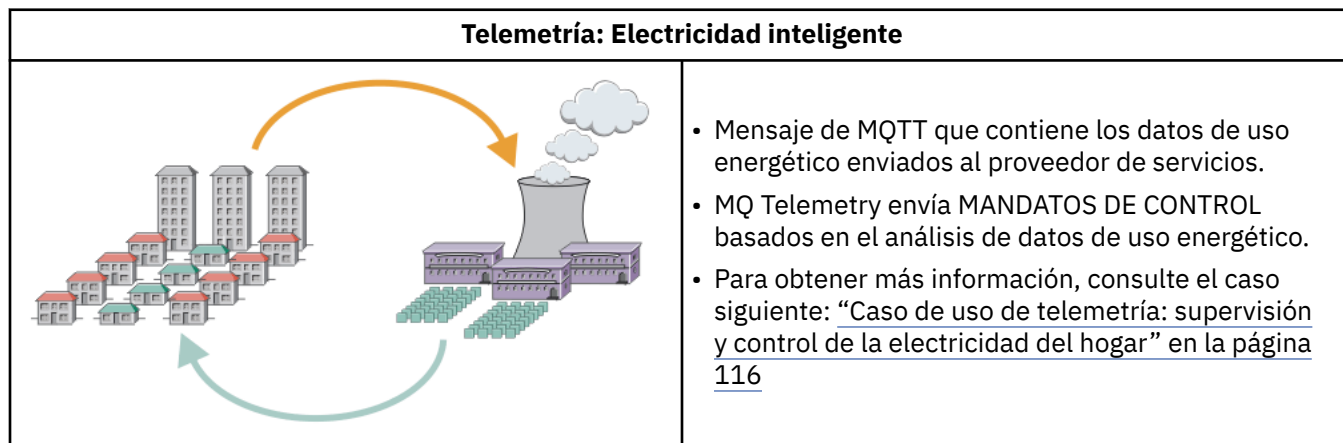 Telemetría: Electricidad inteligente
• Mensaje de MQTT que contiene los datos de uso
energético enviados al proveedor de servicios.
• MQ Telemetry envía MANDATOS DE CONTROL
basados en el análisis de datos de uso energético.
• Para obtener más información, consulte el caso
siguiente: “Caso de uso de telemetría: supervisión
y control de la electricidad del hogar” en la página
116